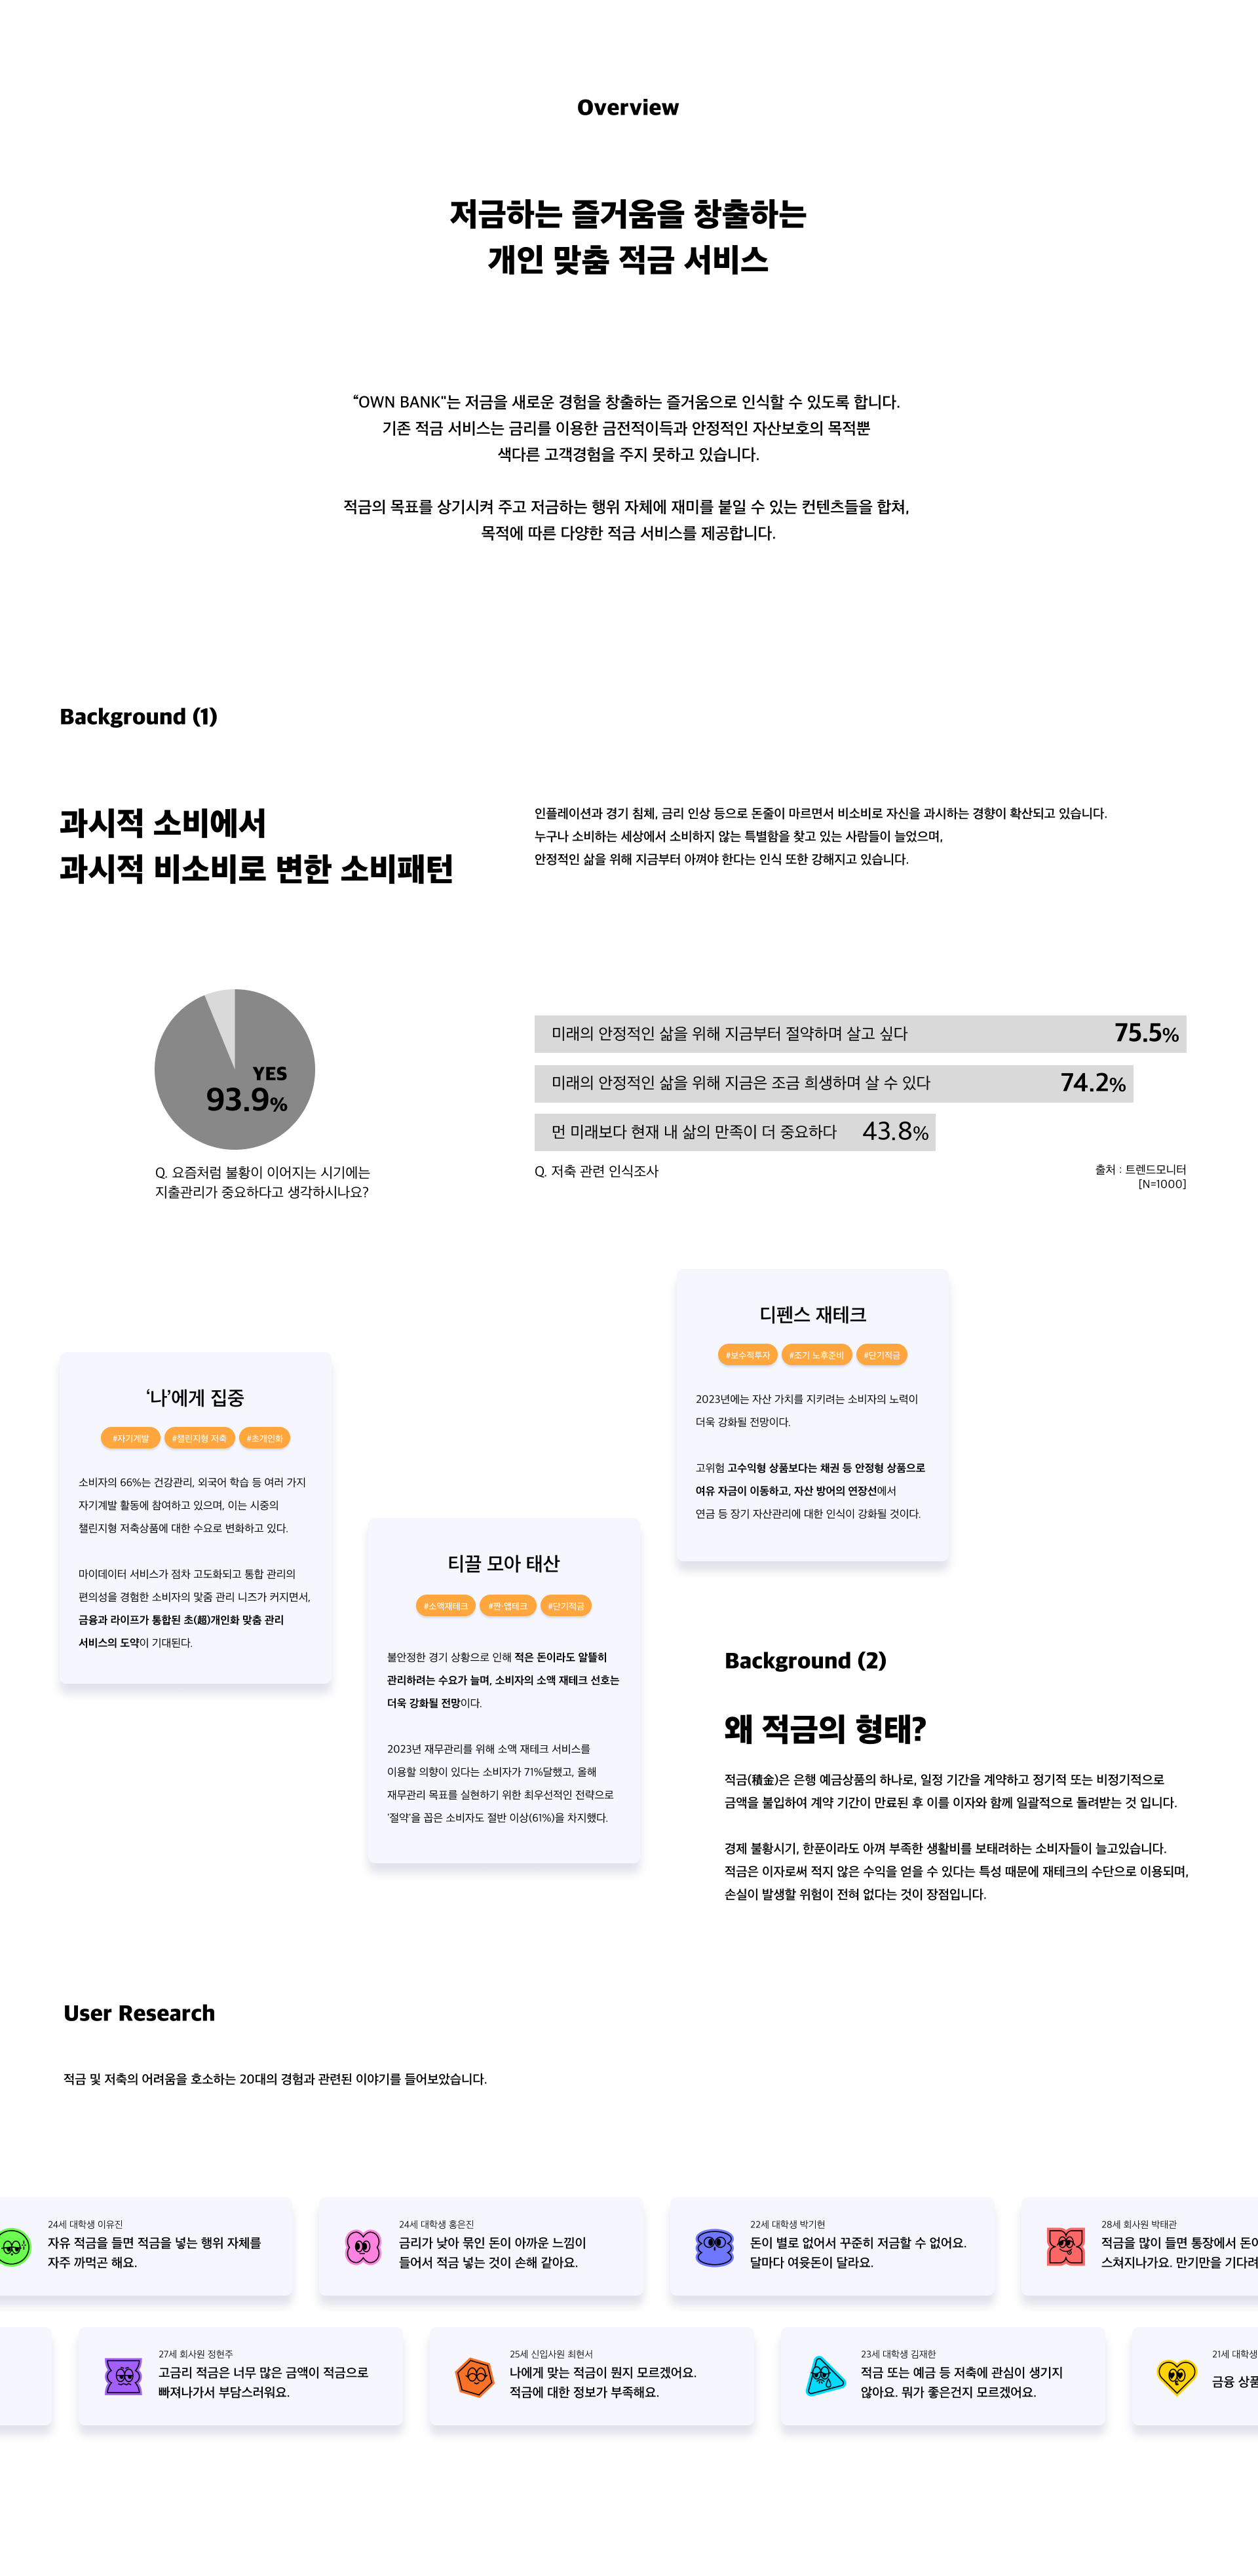 Overview
저금하는 즐거움을 창출하는
개인 맞춤 적금 서비스
“OWN BANK"는 저금을 새로운 경험을 창출하는 즐거움으로 인식할 수 있도록 합니다.
기존 적금 서비스는 금리를 이용한 금전적이득과 안정적인 자산보호의 목적뿐
색다른 고객경험을 주지 못하고 있습니다.
적금의 목표를 상기시켜 주고 저금하는 행위 자체에 재미를 붙일 수 있는 컨텐츠들을 합쳐,
목적에 따른 다양한 적금 서비스를 제공합니다.
Background (1)
과시적 소비에서
과시적 비소비로 변한 소비패턴
인플레이션과 경기 침체, 금리 인상 등으로 돈줄이 마르면서 비소비로 자신을 과시하는 경향이 확산되고 있습니다.
누구나 소비하는 세상에서 소비하지 않는 특별함을 찾고 있는 사람들이 늘었으며,
안정적인 삶을 위해 지금부터 아껴야 한다는 인식 또한 강해지고 있습니다.
YES
93.9%
Q. 요즘처럼 불황이 이어지는 시기에는
지출관리가 중요하다고 생각하시나요?
미래의 안정적인 삶을 위해 지금부터 절약하며 살고 싶다 75.5%
미래의 안정적인 삶을 위해 지금은 조금 희생하며 살 수 있다 74.2%
먼 미래보다 현재 내 삶의 만족이 더 중요하다 43.8%
Q. 저축 관련 인식조사
출처 : 트렌드모니터
[N=1000]
‘나’에게 집중
#자기계발 #챌린지형 저축 #초개인화
소비자의 66%는 건강관리, 외국어 학습 등 여러 가지
자기계발 활동에 참여하고 있으며, 이는 시중의
챌린지형 저축상품에 대한 수요로 변화하고 있다.
마이데이터 서비스가 점차 고도화되고 통합 관리의
편의성을 경험한 소비자의 맞춤 관리 니즈가 커지면서,
금융과 라이프가 통합된 초(超)개인화 맞춤 관리
서비스의 도약이 기대된다.
티끌 모아 태산
#소액재테크 #짠·앱테크 #단기적금
불안정한 경기 상황으로 인해 적은 돈이라도 알뜰히
관리하려는 수요가 늘며, 소비자의 소액 재테크 선호는
더욱 강화될 전망이다.
2023년 재무관리를 위해 소액 재테크 서비스를
이용할 의향이 있다는 소비자가 71%달했고, 올해
재무관리 목표를 실현하기 위한 최우선적인 전략으로
‘절약’을 꼽은 소비자도 절반 이상(61%)을 차지했다.
디펜스 재테크
#보수적투자 #조기 노후준비 #단기적금
2023년에는 자산 가치를 지키려는 소비자의 노력이
더욱 강화될 전망이다.
고위험 고수익형 상품보다는 채권 등 안정형 상품으로
여유 자금이 이동하고, 자산 방어의 연장선에서
연금 등 장기 자산관리에 대한 인식이 강화될 것이다.
Background (2)
왜 적금의 형태?
적금(積金)은 은행 예금상품의 하나로, 일정 기간을 계약하고 정기적 또는 비정기적으로
금액을 불입하여 계약 기간이 만료된 후 이를 이자와 함께 일괄적으로 돌려받는 것 입니다.
경제 불황시기, 한푼이라도 아껴 부족한 생활비를 보태려하는 소비자들이 늘고있습니다.
적금은 이자로써 적지 않은 수익을 얻을 수 있다는 특성 때문에 재테크의 수단으로 이용되며,
손실이 발생할 위험이 전혀 없다는 것이 장점입니다.
User Research
적금 및 저축의 어려움을 호소하는 20대의 경험과 관련된 이야기를 들어보았습니다.
24세 대학생 이유진
자유 적금을 들면 적금을 넣는 행위 자체를
자주 까먹곤 해요.
24세 대학생 홍은진
금리가 낮아 묶인 돈이 아까운 느낌이
들어서 적금 넣는 것이 손해 같아요.
22세 대학생 박기현
돈이 별로 없어서 꾸준히 저금할 수 없어요.
달마다 여윳돈이 달라요.
28세 회사원 박태관
적금을 많이 들면 통장에서 돈이
스쳐지나가요. 만기만을 기다려
27세 회사원 정현주
고금리 적금은 너무 많은 금액이 적금으로
빠져나가서 부담스러워요.
25세 신입사원 최현서
나에게 맞는 적금이 뭔지 모르겠어요.
적금에 대한 정보가 부족해요.
23세 대학생 김재한
적금 또는 예금 등 저축에 관심이 생기지
않아요. 뭐가 좋은건지 모르겠어요.
21세 대학생
금융 상품